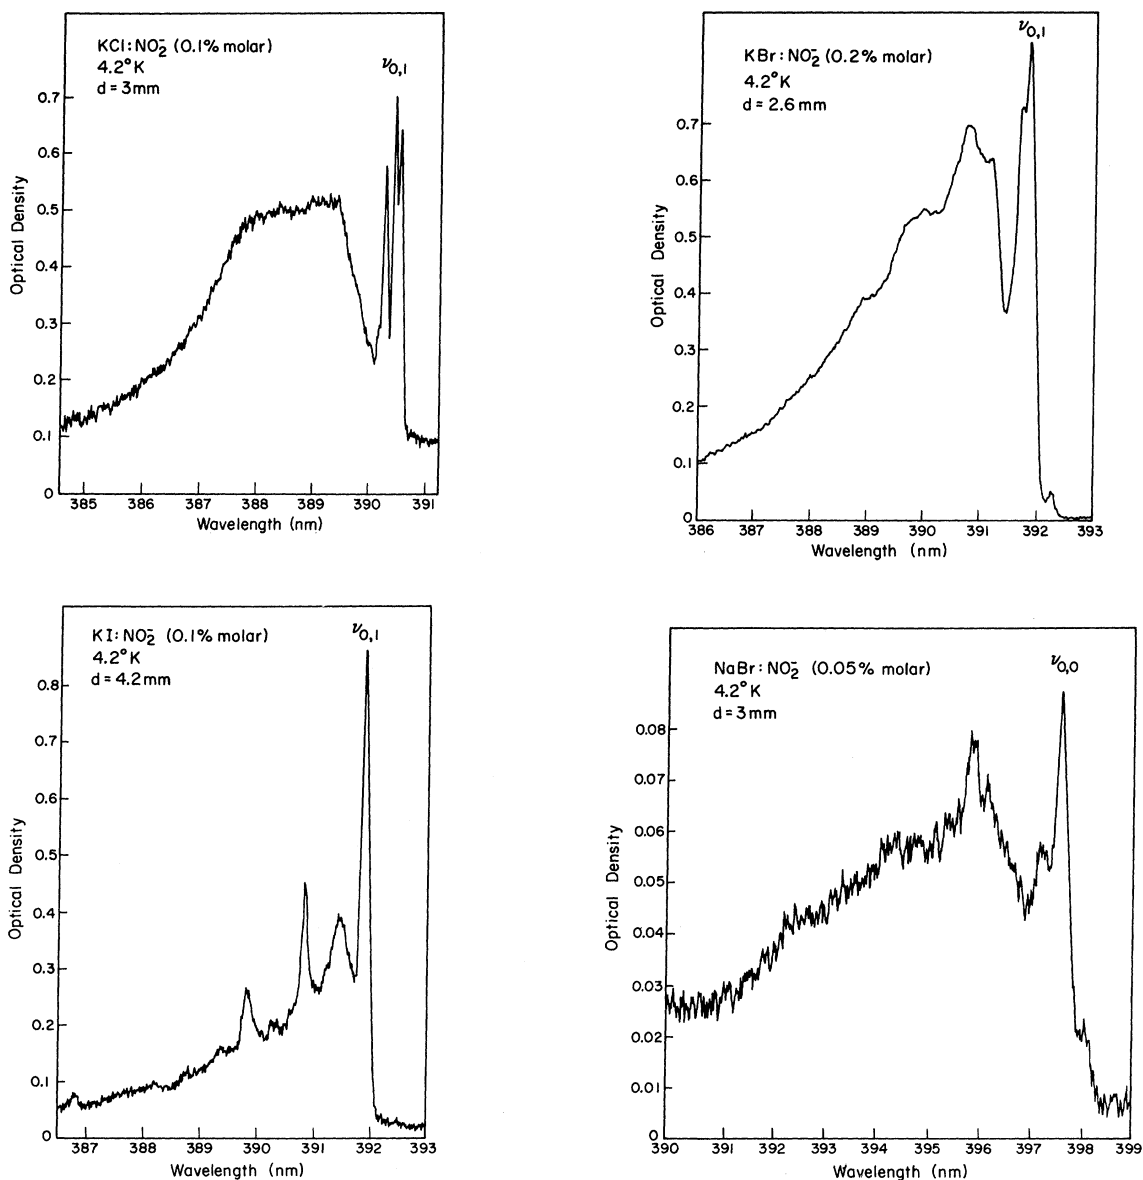 KCl:NO₂⁻ (0.1% molar)
4.2°K
d = 3mm
ν₀,₁
0.7
0.6
0.5
0.4
0.3
0.2
0.1
0
Optical Density
385 386 387 388 389 390 391
Wavelength (nm)
KBr:NO₂⁻ (0.2% molar)
4.2°K
d = 2.6 mm
ν₀,₁
0.7
0.6
0.5
0.4
0.3
0.2
0.1
0
Optical Density
386 387 388 389 390 391 392 393
Wavelength (nm)
KI:NO₂⁻ (0.1% molar)
4.2°K
d = 4.2mm
ν₀,₁
0.8
0.7
0.6
0.5
0.4
0.3
0.2
0.1
0
Optical Density
387 388 389 390 391 392 393
Wavelength (nm)
NaBr:NO₂⁻ (0.05% molar)
4.2°K
d = 3mm
ν₀,₀
0.08
0.07
0.06
0.05
0.04
0.03
0.02
0.01
0
Optical Density
390 391 392 393 394 395 396 397 398 399
Wavelength (nm)